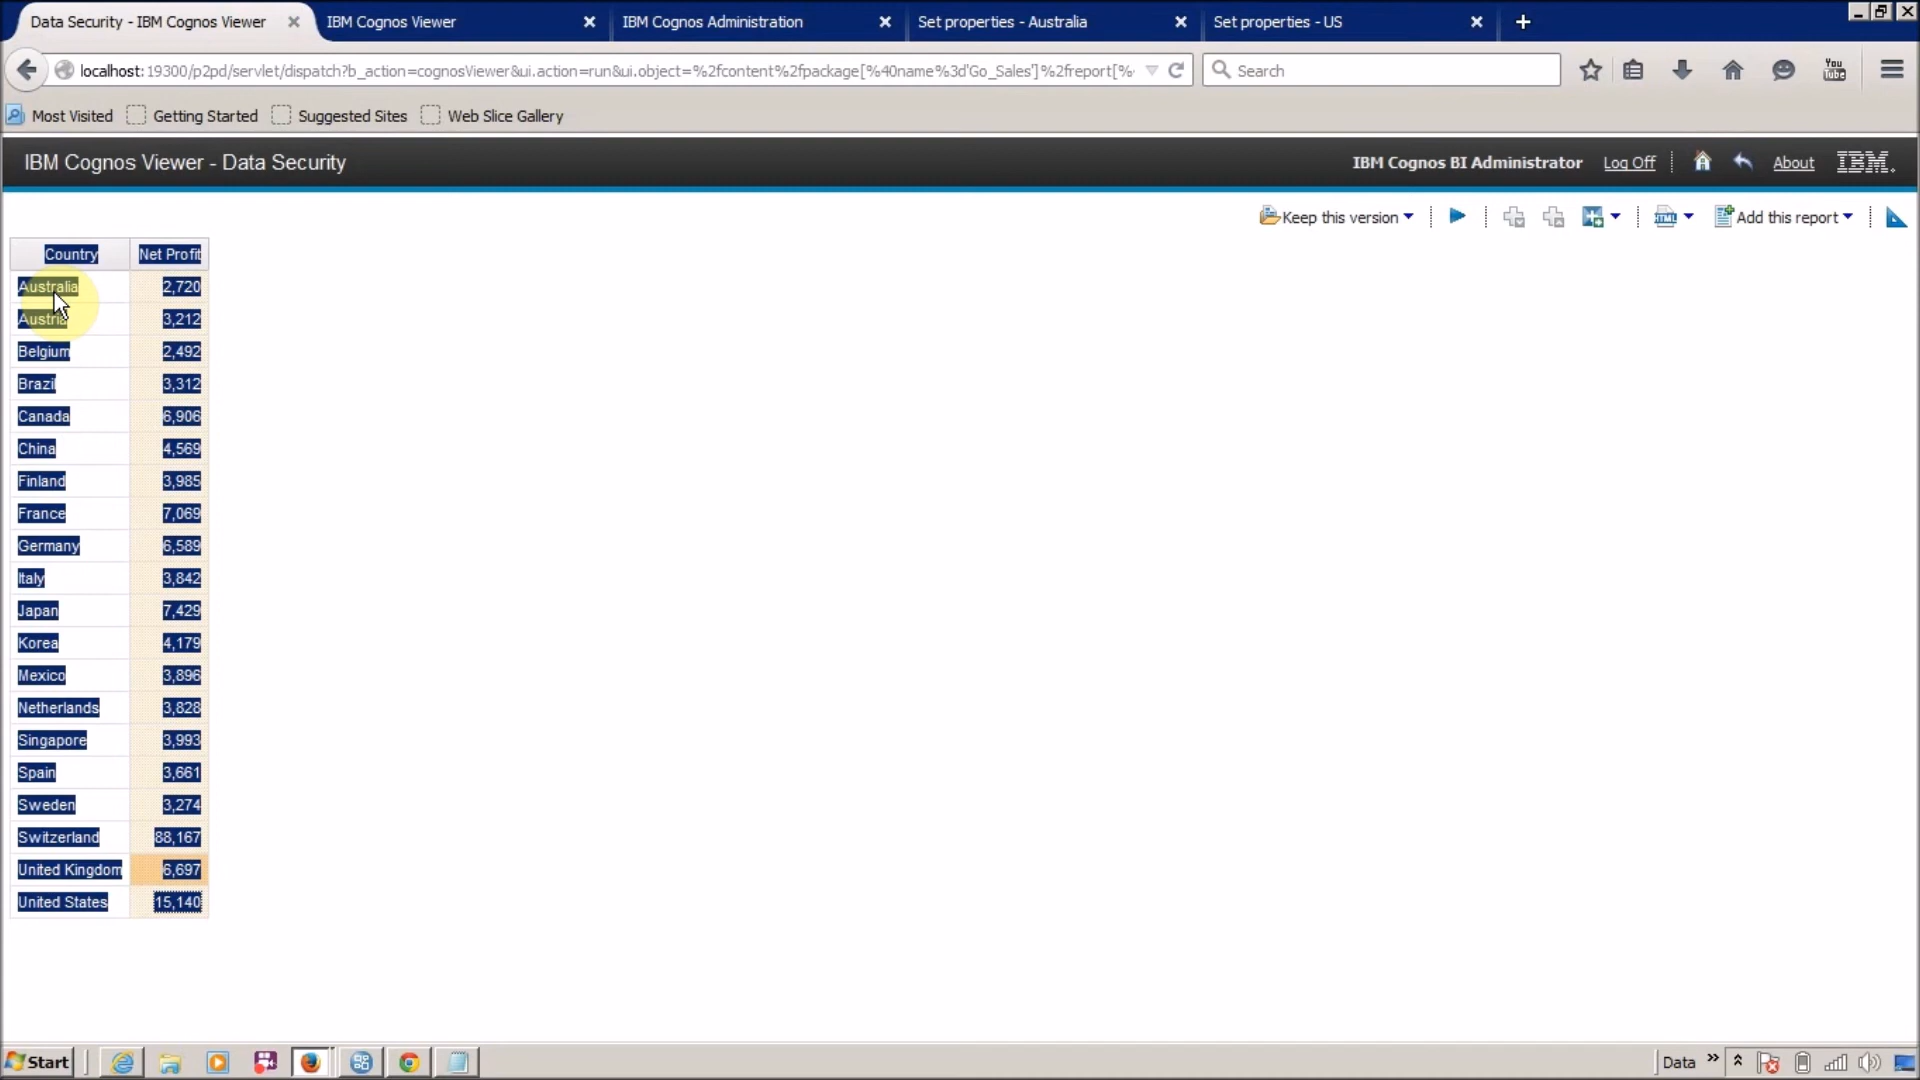 Data Security - IBM Cognos Viewer
IBM Cognos Viewer
IBM Cognos Administration
Set properties - Australia
Set properties - US
localhost:19300/p2pd/servlet/dispatch?b_action=cognosViewer&ui.action=run&ui.object=%2fcontent%2fpackage[%40name%3d'Go_Sales']%2freport[%
Search
You Tube
Most Visited
Getting Started
Suggested Sites
Web Slice Gallery
IBM Cognos Viewer - Data Security
IBM Cognos BI Administrator
Log Off
About
IBM.
Keep this version
HTML
Add this report
Country Net Profit
Australia 2,720
Austria 3,212
Belgium 2,492
Brazil 3,312
Canada 6,906
China 4,569
Finland 3,985
France 7,069
Germany 6,589
Italy 3,842
Japan 7,429
Korea 4,179
Mexico 3,896
Netherlands 3,828
Singapore 3,993
Spain 3,661
Sweden 3,274
Switzerland 88,167
United Kingdom 6,697
United States 15,140
Start
Data »